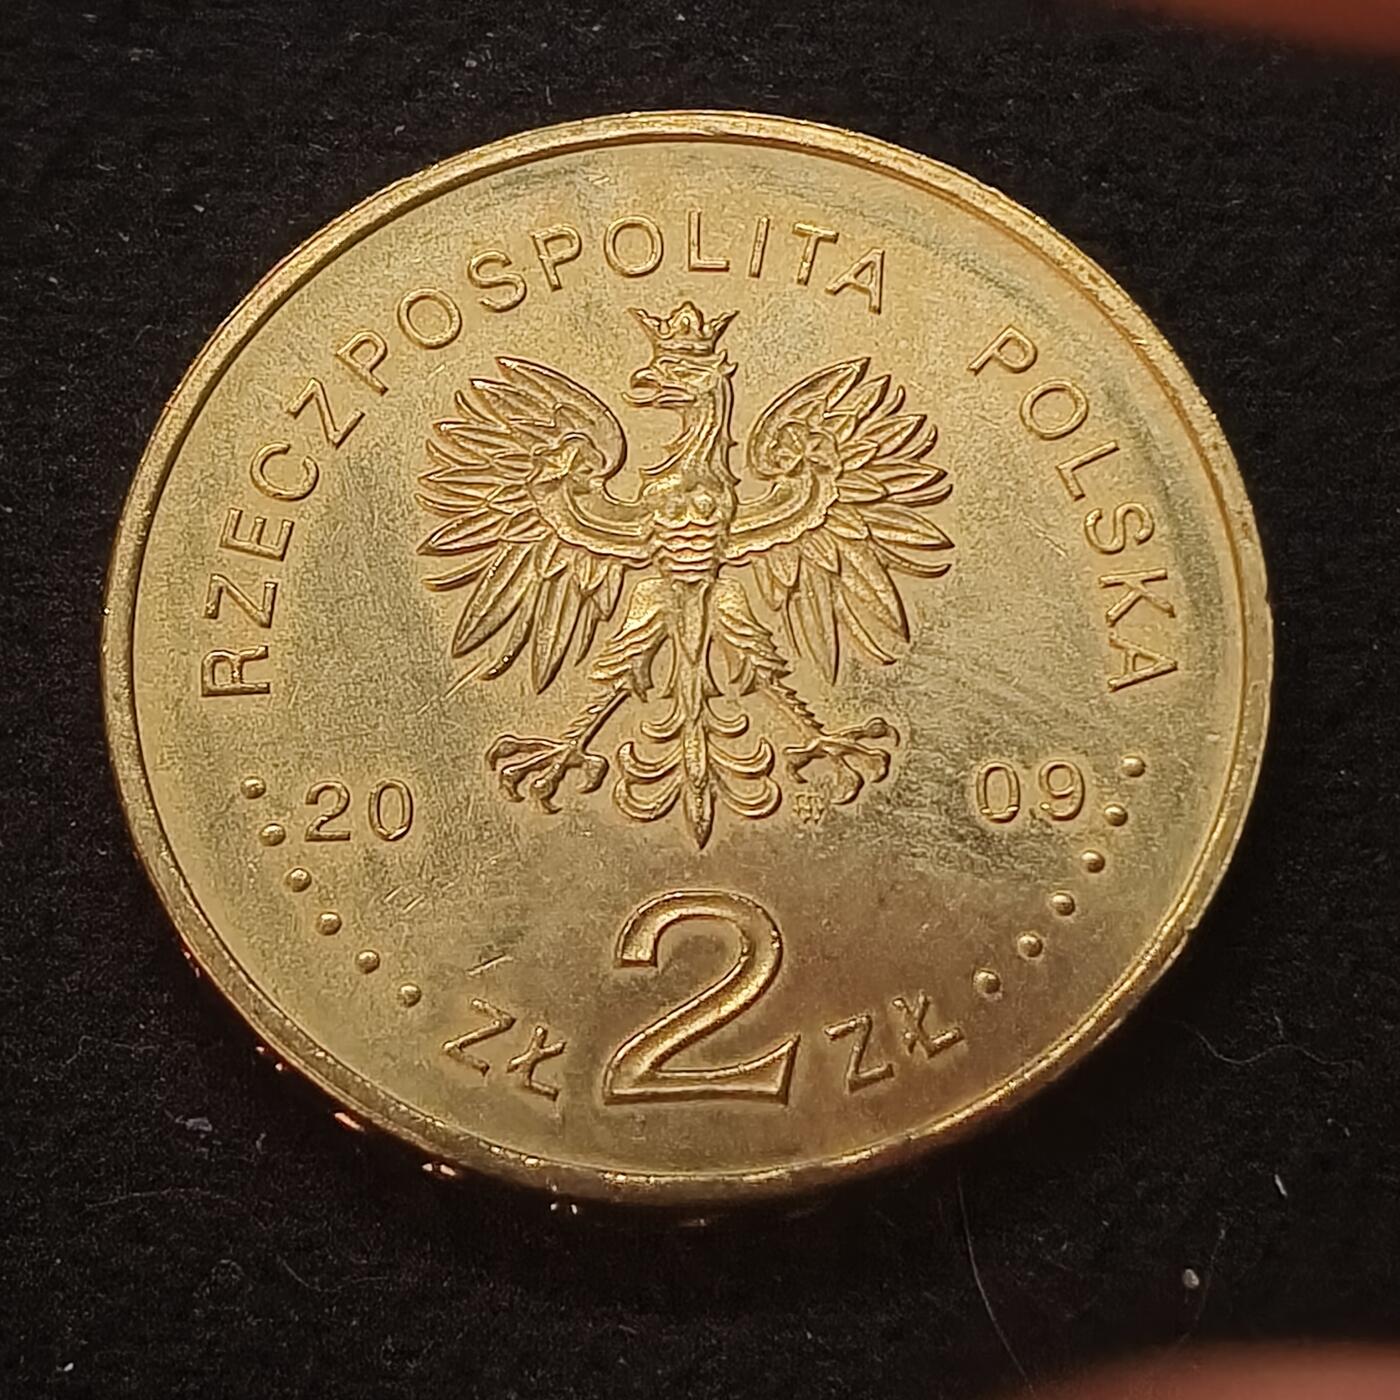 RZECZPOSPOLITA POLSKA
20 09
ZŁ 2 ZŁ